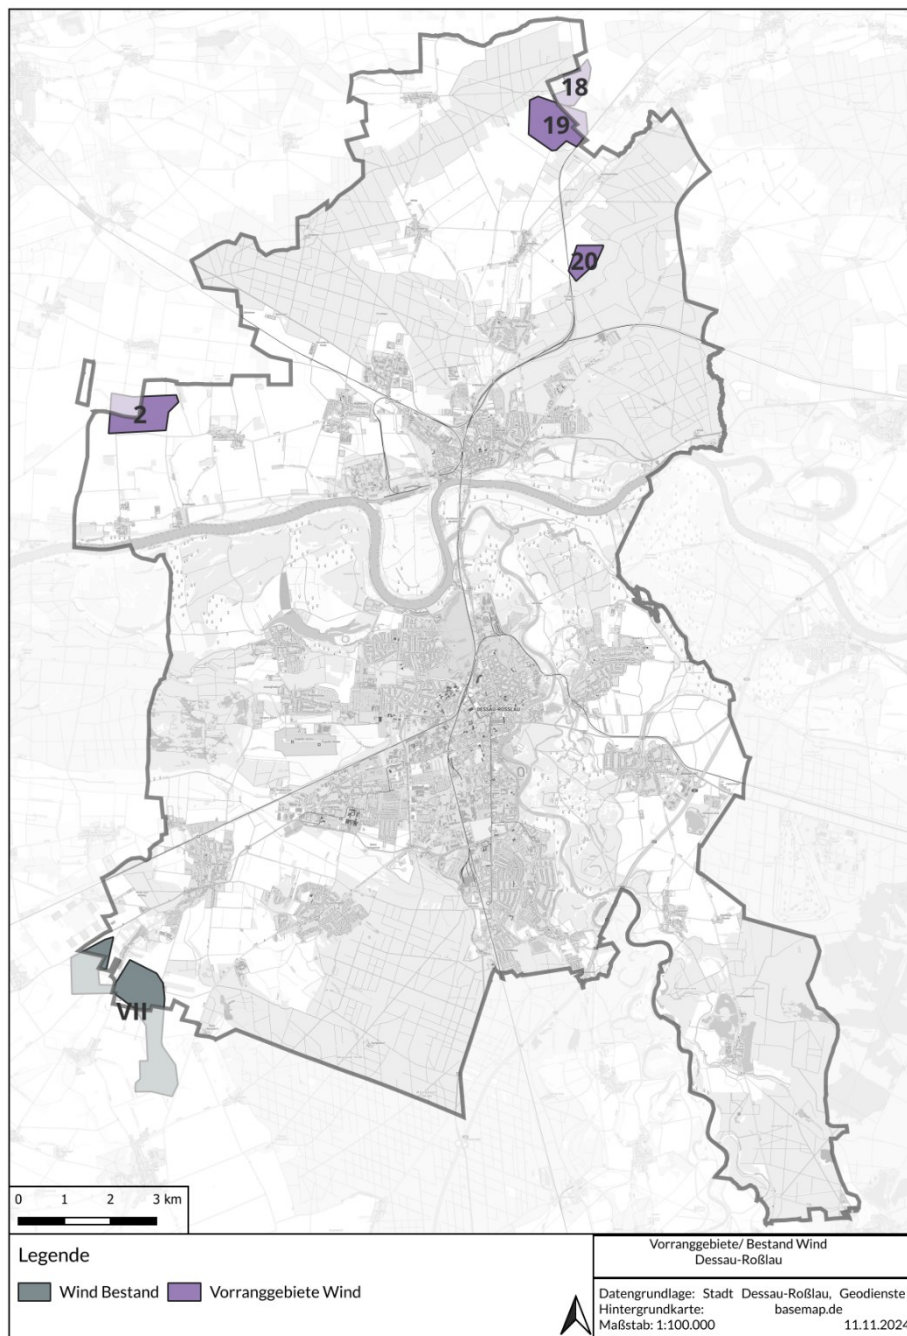 18
19
20
2
DESSAU-ROSSLAU
VII
0 1 2 3 km
Legende
Wind Bestand
Vorranggebiete Wind
Vorranggebiete/ Bestand Wind
Dessau-Roßlau
Datengrundlage: Stadt Dessau-Roßlau, Geodienste
Hintergrundkarte: basemap.de
Maßstab: 1:100.000 11.11.2024